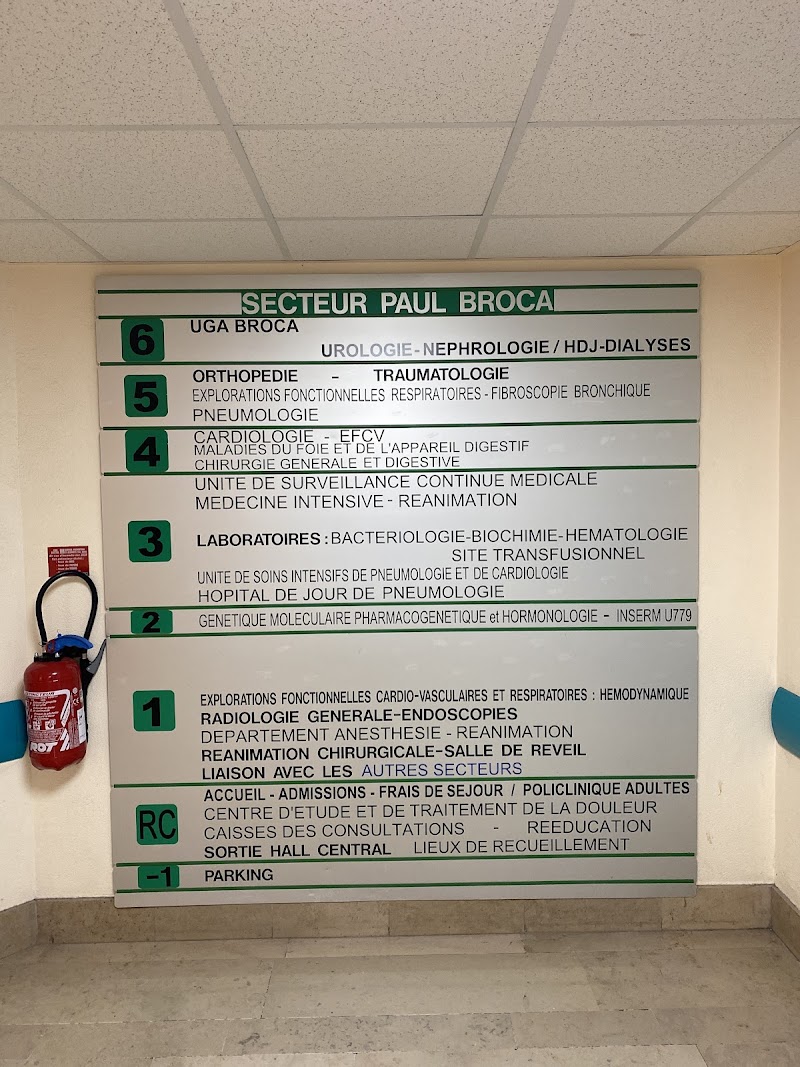 SECTEUR PAUL BROCA
6
UGA BROCA
UROLOGIE-NEPHROLOGIE / HDJ-DIALYSES
5
ORTHOPEDIE - TRAUMATOLOGIE
EXPLORATIONS FONCTIONNELLES RESPIRATOIRES - FIBROSCOPIE BRONCHIQUE
PNEUMOLOGIE
4
CARDIOLOGIE - EFCV
MALADIES DU FOIE ET DE L'APPAREIL DIGESTIF
CHIRURGIE GENERALE ET DIGESTIVE
UNITE DE SURVEILLANCE CONTINUE MEDICALE
MEDECINE INTENSIVE - REANIMATION
3
LABORATOIRES : BACTERIOLOGIE-BIOCHIMIE-HEMATOLOGIE
SITE TRANSFUSIONNEL
UNITE DE SOINS INTENSIFS DE PNEUMOLOGIE ET DE CARDIOLOGIE
HOPITAL DE JOUR DE PNEUMOLOGIE
2
GENETIQUE MOLECULAIRE PHARMACOGENETIQUE et HORMONOLOGIE - INSERM U779
1
EXPLORATIONS FONCTIONNELLES CARDIO-VASCULAIRES ET RESPIRATOIRES : HEMODYNAMIQUE
RADIOLOGIE GENERALE-ENDOSCOPIES
DEPARTEMENT ANESTHESIE - REANIMATION
REANIMATION CHIRURGICALE-SALLE DE REVEIL
LIAISON AVEC LES AUTRES SECTEURS
RC
ACCUEIL - ADMISSIONS - FRAIS DE SEJOUR / POLICLINIQUE ADULTES
CENTRE D'ETUDE ET DE TRAITEMENT DE LA DOULEUR
CAISSES DES CONSULTATIONS - REEDUCATION
SORTIE HALL CENTRAL LIEUX DE RECUEILLEMENT
-1
PARKING